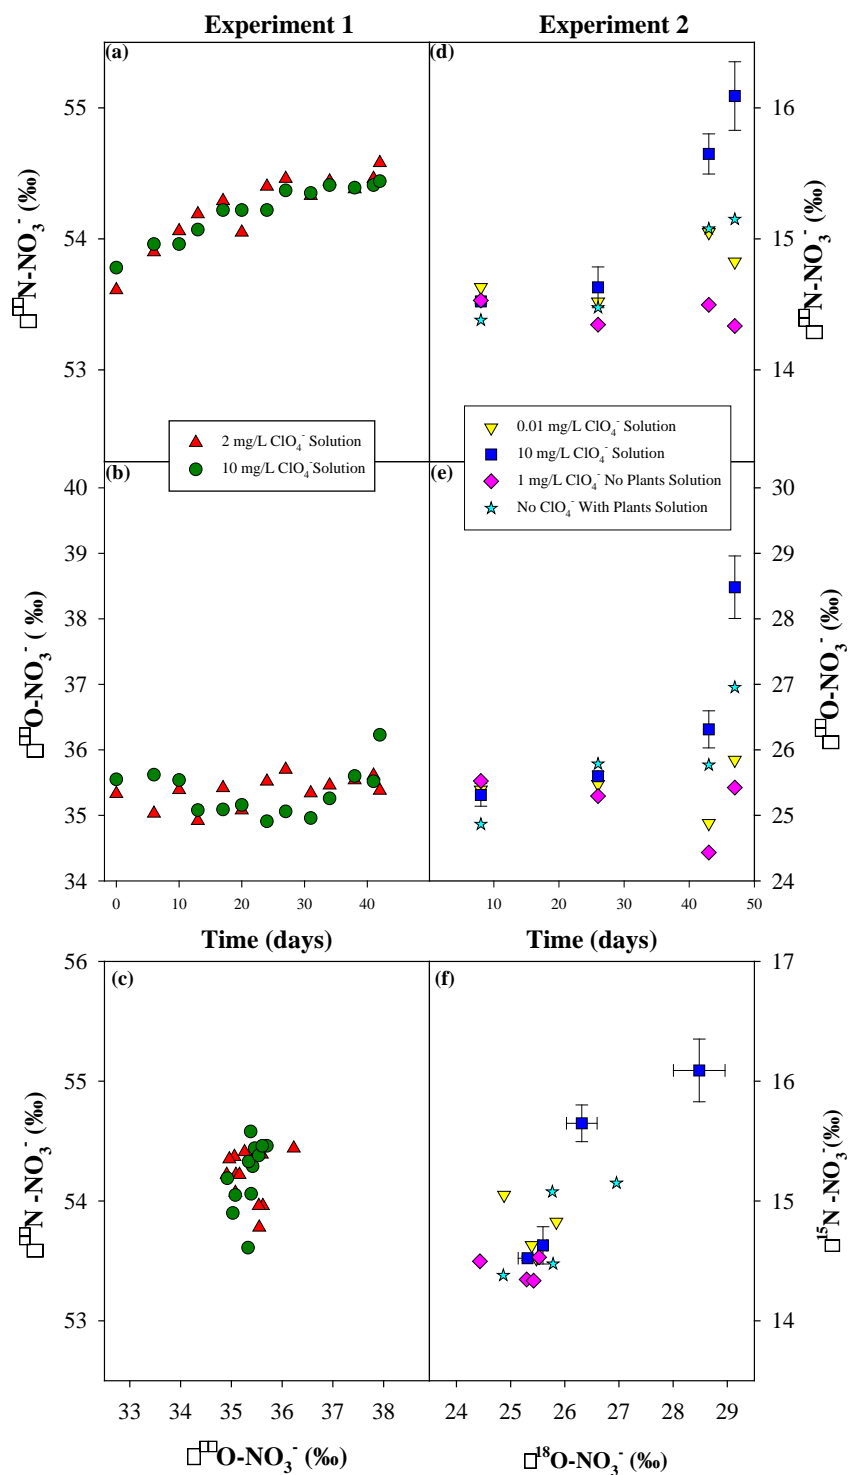 Experiment 1
Experiment 2
(a)
(d)
55
54
53
16
15
14
N-NO₃⁻ (‰)
N-NO₃⁻ (‰)
2 mg/L ClO₄⁻ Solution
10 mg/L ClO₄⁻Solution
0.01 mg/L ClO₄⁻ Solution
10 mg/L ClO₄⁻ Solution
1 mg/L ClO₄⁻ No Plants Solution
No ClO₄⁻ With Plants Solution
(b)
(e)
40
39
38
37
36
35
34
30
29
28
27
26
25
24
O-NO₃⁻ ( ‰)
O-NO₃⁻ (‰)
0 10 20 30 40
10 20 30 40 50
Time (days)
Time (days)
(c)
(f)
56
55
54
53
17
16
15
14
N -NO₃⁻ (‰)
¹⁵N -NO₃⁻(‰)
33 34 35 36 37 38
24 25 26 27 28 29
O-NO₃⁻ (‰)
¹⁸O-NO₃⁻ (‰)